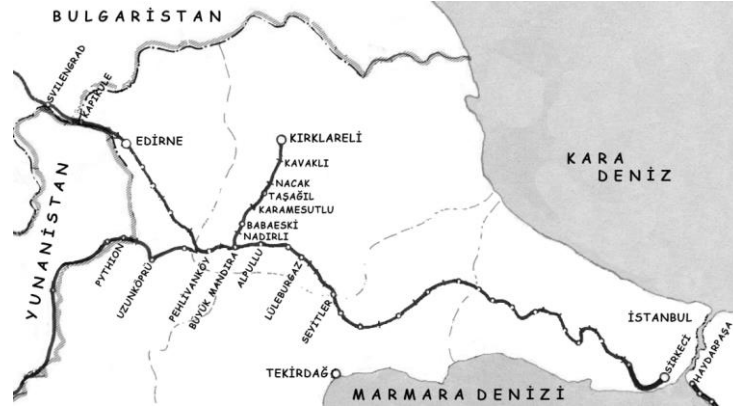 BULGARİSTAN
SVILENGRAD
KAPIKULE
EDİRNE
KIRKLARELİ
KAVAKLI
NACAK
TAŞAĞIL
KARAMESUTLU
BABAESKİ
NADIRLI
KARA
DENİZ
YUNANİSTAN
PYTHION
UZUNKÖPRÜ
PEHLİVANKÖY
BÜYÜK MANDIRA
ALPULLU
LÜLEBURGAZ
SEYİTLER
İSTANBUL
SİRKECİ
HAYDARPAŞA
TEKİRDAĞ
MARMARA DENİZİ